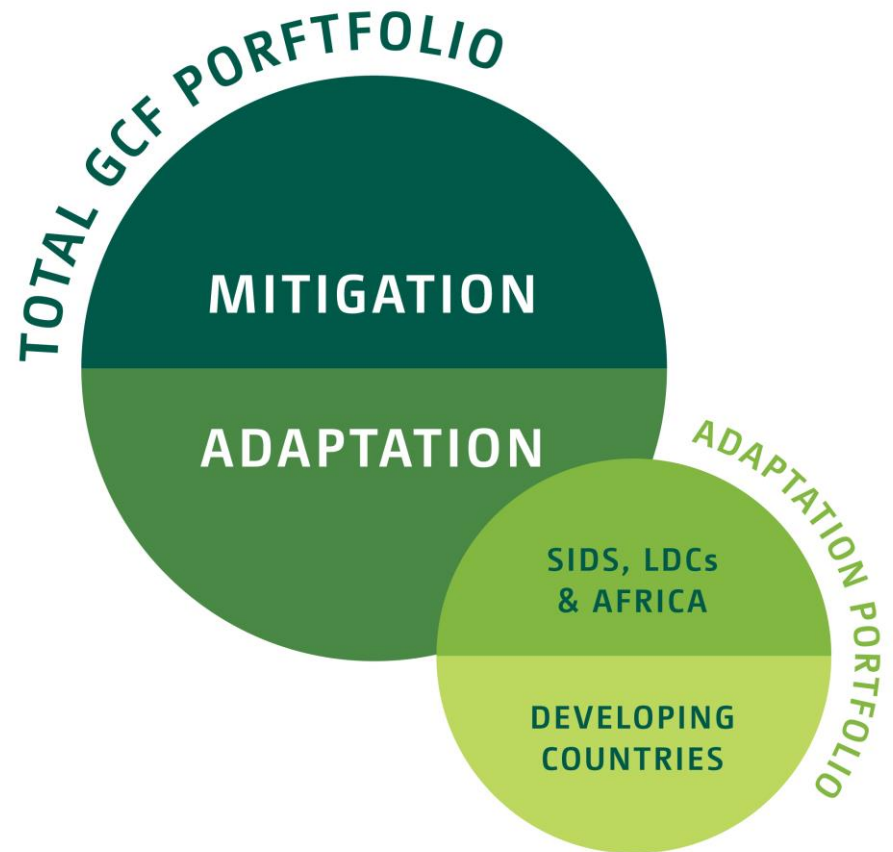 TOTAL GCF PORFTFOLIO
MITIGATION
ADAPTATION
ADAPTATION PORTFOLIO
SIDS, LDCs
& AFRICA
DEVELOPING
COUNTRIES